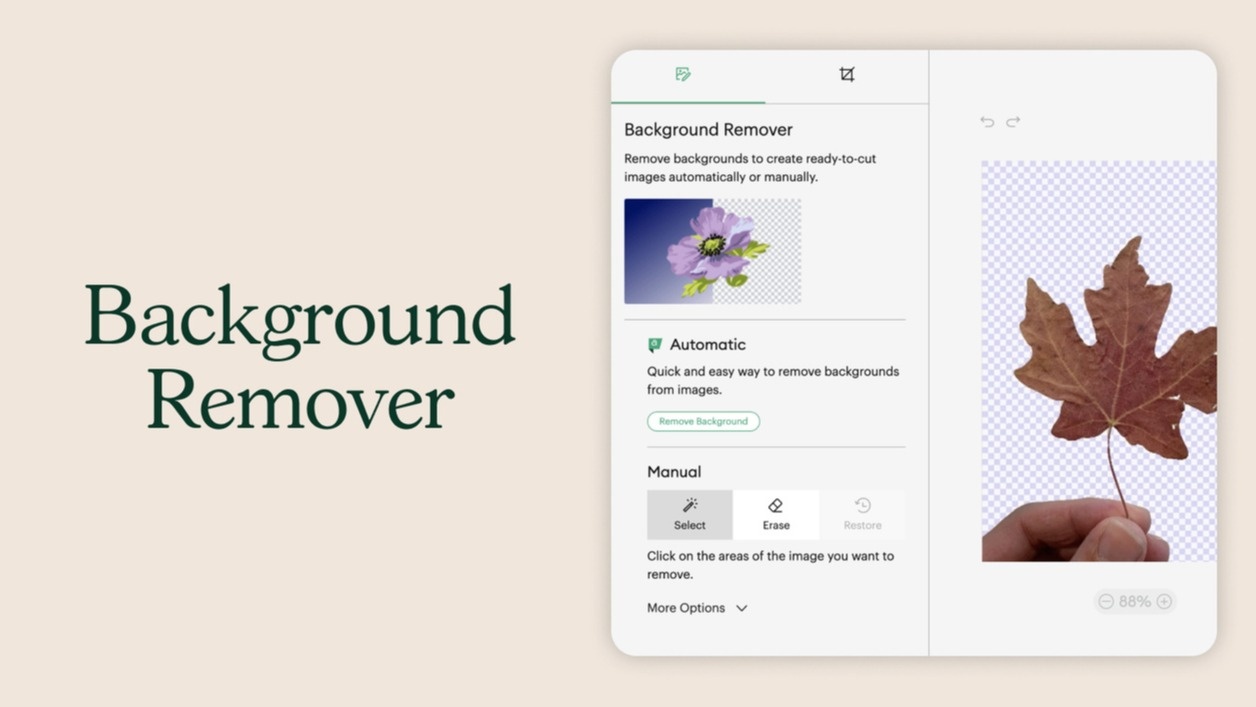 Background
Remover
Background Remover
Remove backgrounds to create ready-to-cut
images automatically or manually.
Automatic
Quick and easy way to remove backgrounds
from images.
Remove Background
Manual
Select
Erase
Restore
Click on the areas of the image you want to
remove.
More Options
88%